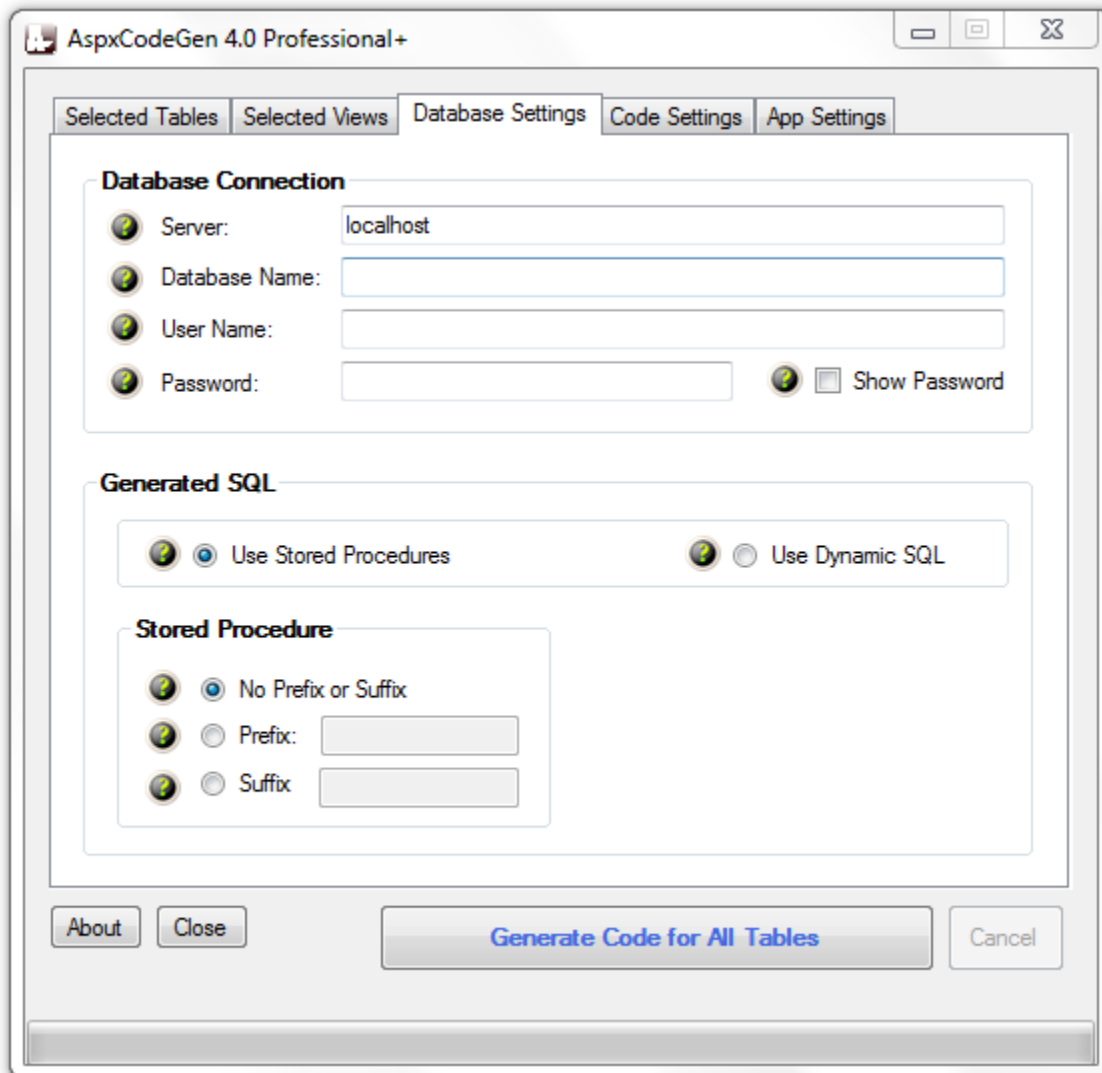 AspxCodeGen 4.0 Professional+
Selected Tables Selected Views Database Settings Code Settings App Settings
Database Connection
Server: localhost
Database Name:
User Name:
Password: Show Password
Generated SQL
Use Stored Procedures Use Dynamic SQL
Stored Procedure
No Prefix or Suffix
Prefix:
Suffix
About Close Generate Code for All Tables Cancel